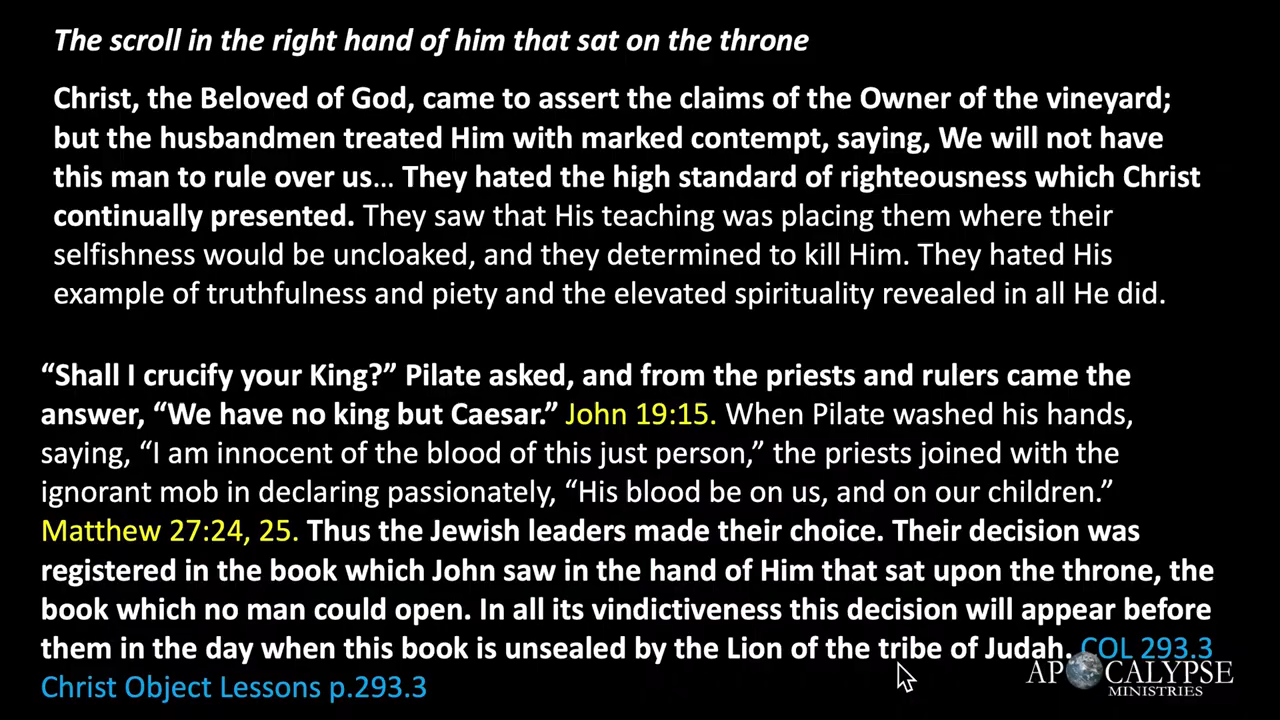 The scroll in the right hand of him that sat on the throne
Christ, the Beloved of God, came to assert the claims of the Owner of the vineyard;
but the husbandmen treated Him with marked contempt, saying, We will not have
this man to rule over us… They hated the high standard of righteousness which Christ
continually presented. They saw that His teaching was placing them where their
selfishness would be uncloaked, and they determined to kill Him. They hated His
example of truthfulness and piety and the elevated spirituality revealed in all He did.
“Shall I crucify your King?” Pilate asked, and from the priests and rulers came the
answer, “We have no king but Caesar.” John 19:15. When Pilate washed his hands,
saying, “I am innocent of the blood of this just person,” the priests joined with the
ignorant mob in declaring passionately, “His blood be on us, and on our children.”
Matthew 27:24, 25. Thus the Jewish leaders made their choice. Their decision was
registered in the book which John saw in the hand of Him that sat upon the throne, the
book which no man could open. In all its vindictiveness this decision will appear before
them in the day when this book is unsealed by the Lion of the tribe of Judah. COL 293.3
Christ Object Lessons p.293.3
APOCALYPSE
MINISTRIES